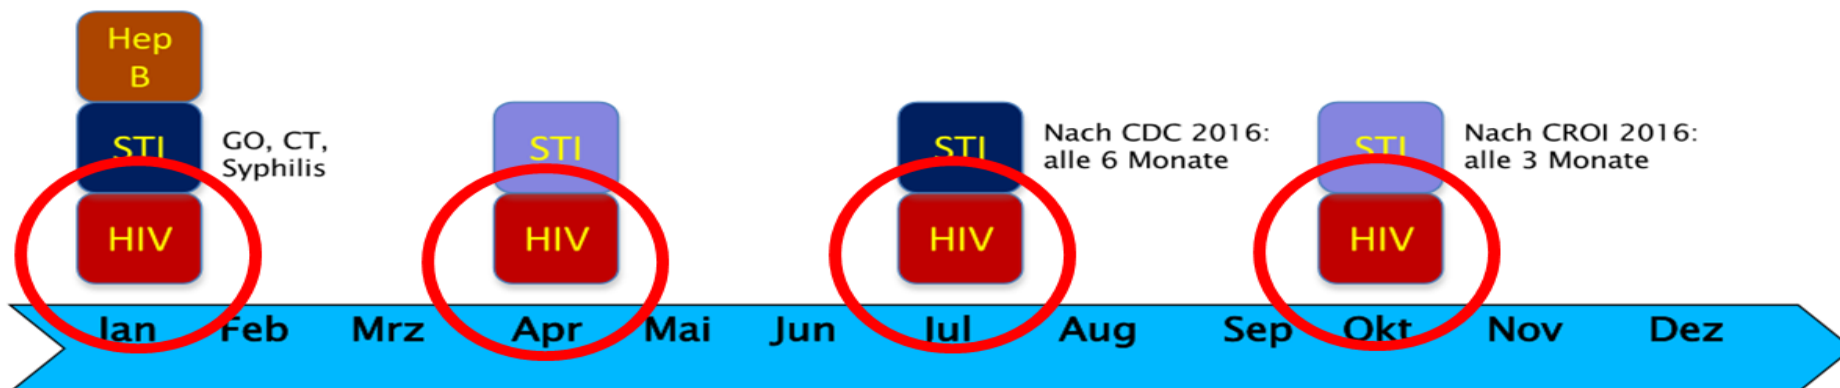 Hep
B
STI
GO, CT,
Syphilis
HIV
STI
HIV
STI
Nach CDC 2016:
alle 6 Monate
HIV
STI
Nach CROI 2016:
alle 3 Monate
HIV
Jan Feb Mrz Apr Mai Jun Jul Aug Sep Okt Nov Dez